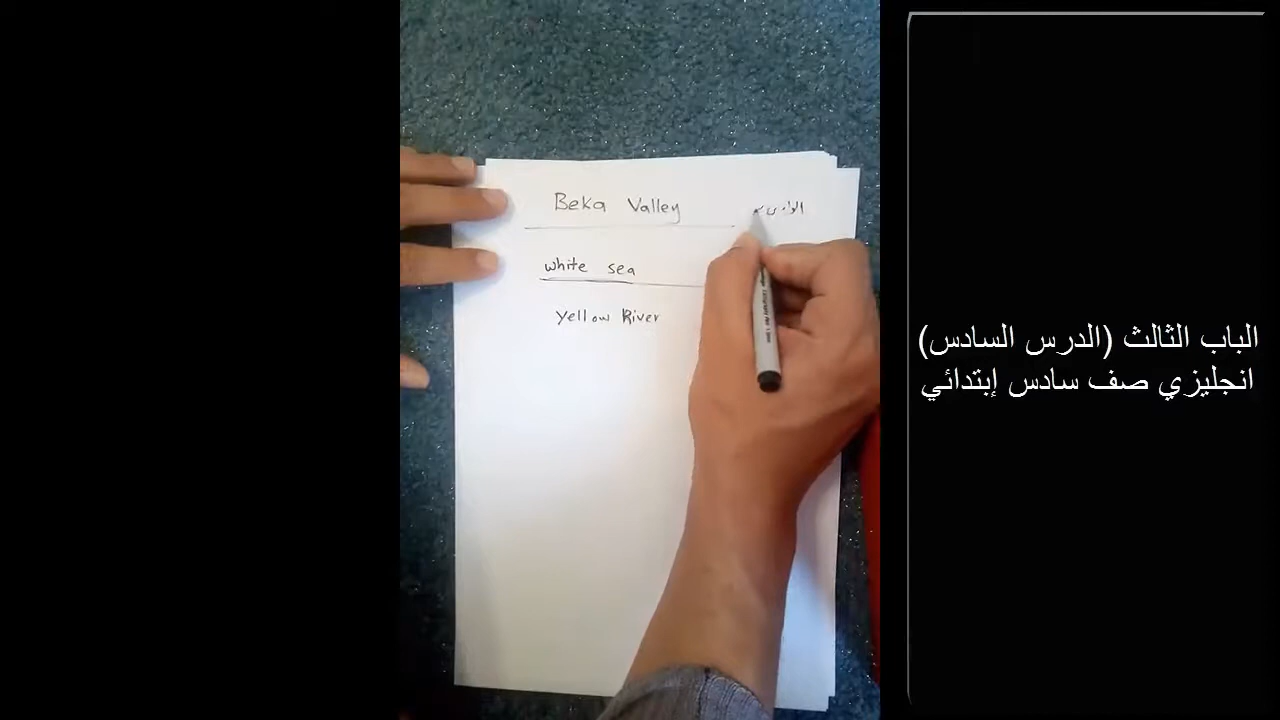 Beka Valley
white sea
yellow River
الباب الثالث (الدرس السادس)
انجليزي صف سادس إبتدائي